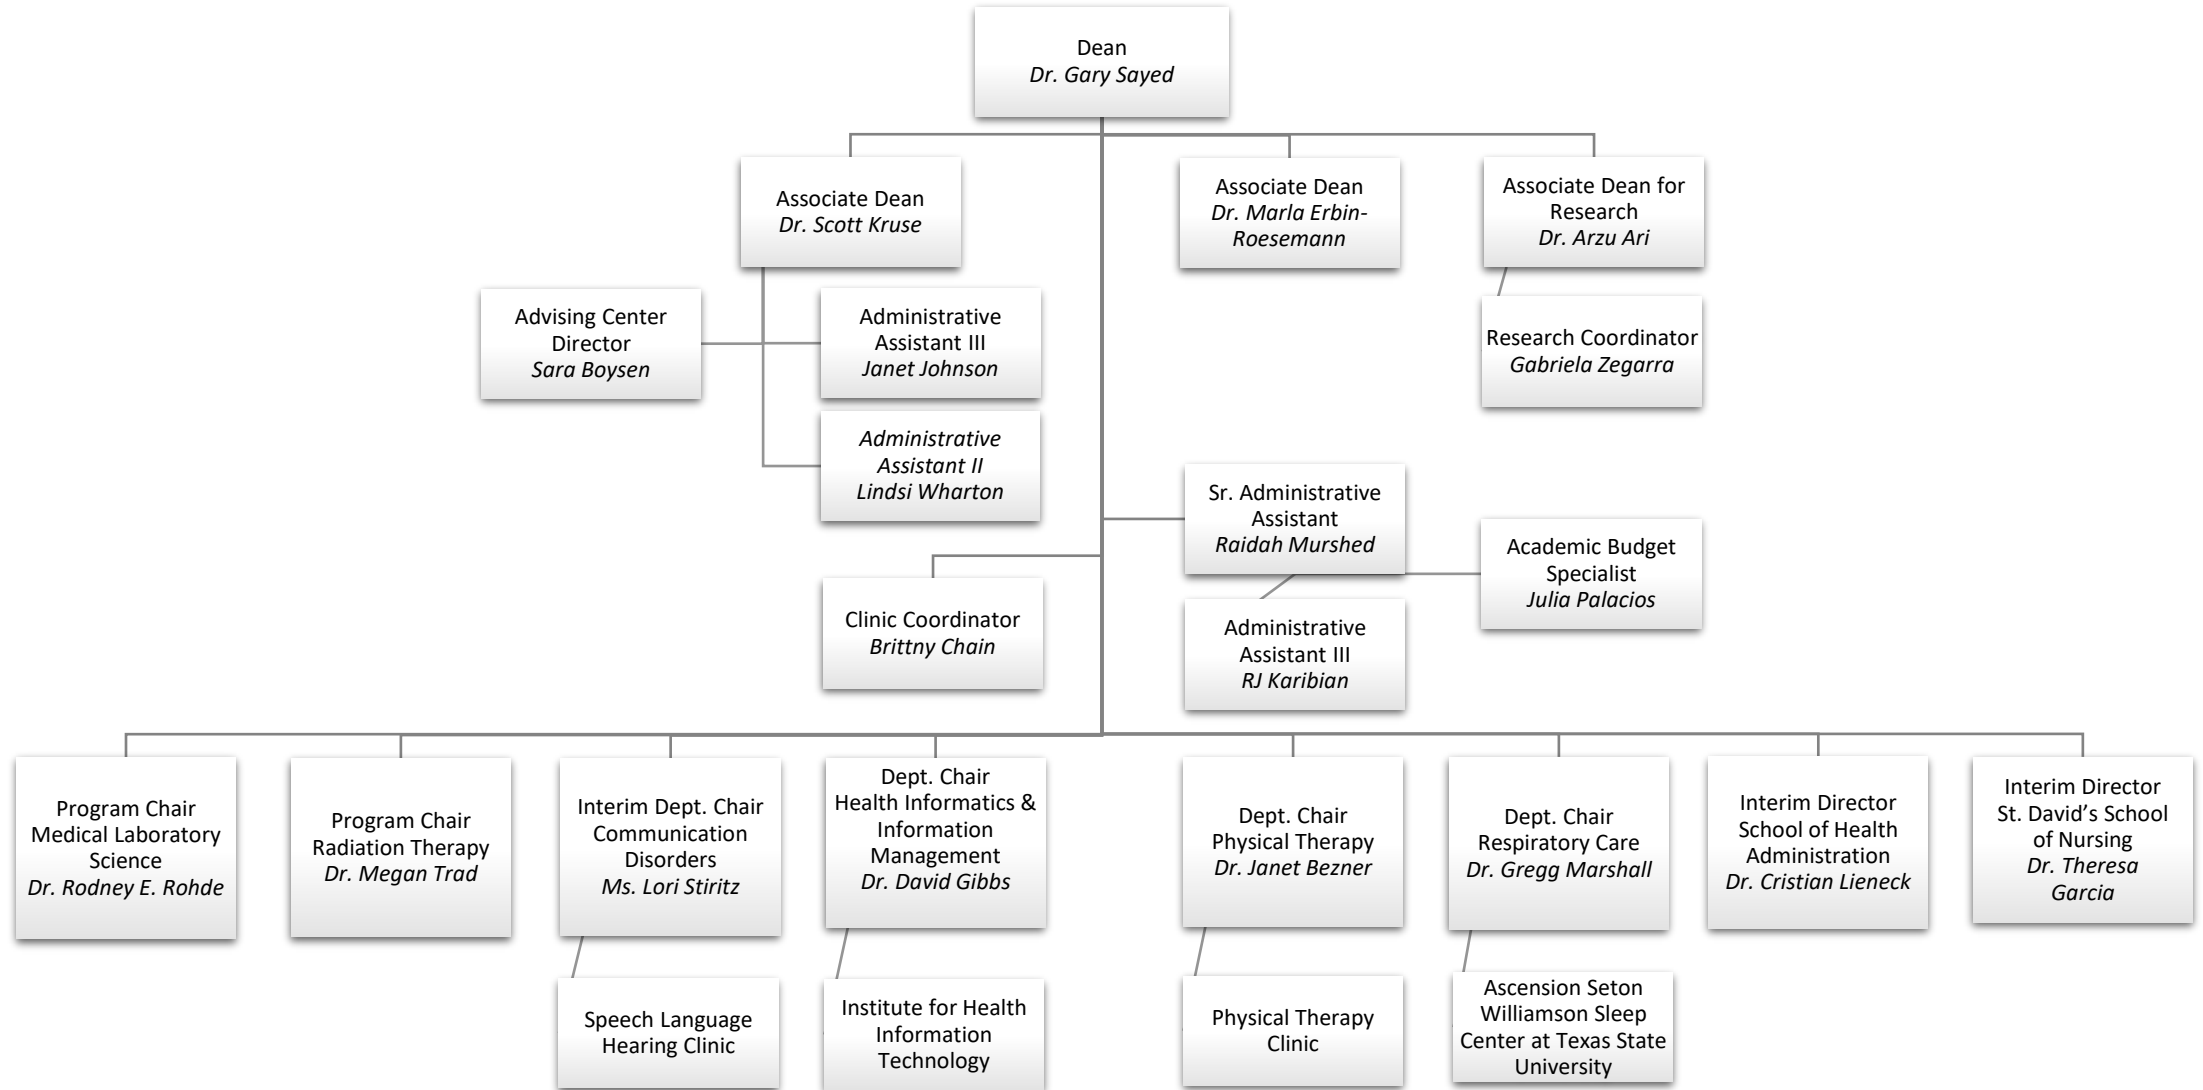 Dean
Dr. Gary Sayed
Associate Dean
Dr. Scott Kruse
Associate Dean
Dr. Marla Erbin-
Roesemann
Associate Dean for
Research
Dr. Arzu Ari
Advising Center
Director
Sara Boysen
Administrative
Assistant III
Janet Johnson
Research Coordinator
Gabriela Zegarra
Administrative
Assistant II
Lindsi Wharton
Sr. Administrative
Assistant
Raidah Murshed
Academic Budget
Specialist
Julia Palacios
Clinic Coordinator
Brittny Chain
Administrative
Assistant III
RJ Karibian
Program Chair
Medical Laboratory
Science
Dr. Rodney E. Rohde
Program Chair
Radiation Therapy
Dr. Megan Trad
Interim Dept. Chair
Communication
Disorders
Ms. Lori Stiritz
Dept. Chair
Health Informatics &
Information
Management
Dr. David Gibbs
Dept. Chair
Physical Therapy
Dr. Janet Bezner
Dept. Chair
Respiratory Care
Dr. Gregg Marshall
Interim Director
School of Health
Administration
Dr. Cristian Lieneck
Interim Director
St. David’s School
of Nursing
Dr. Theresa
Garcia
Speech Language
Hearing Clinic
Institute for Health
Information
Technology
Physical Therapy
Clinic
Ascension Seton
Williamson Sleep
Center at Texas State
University